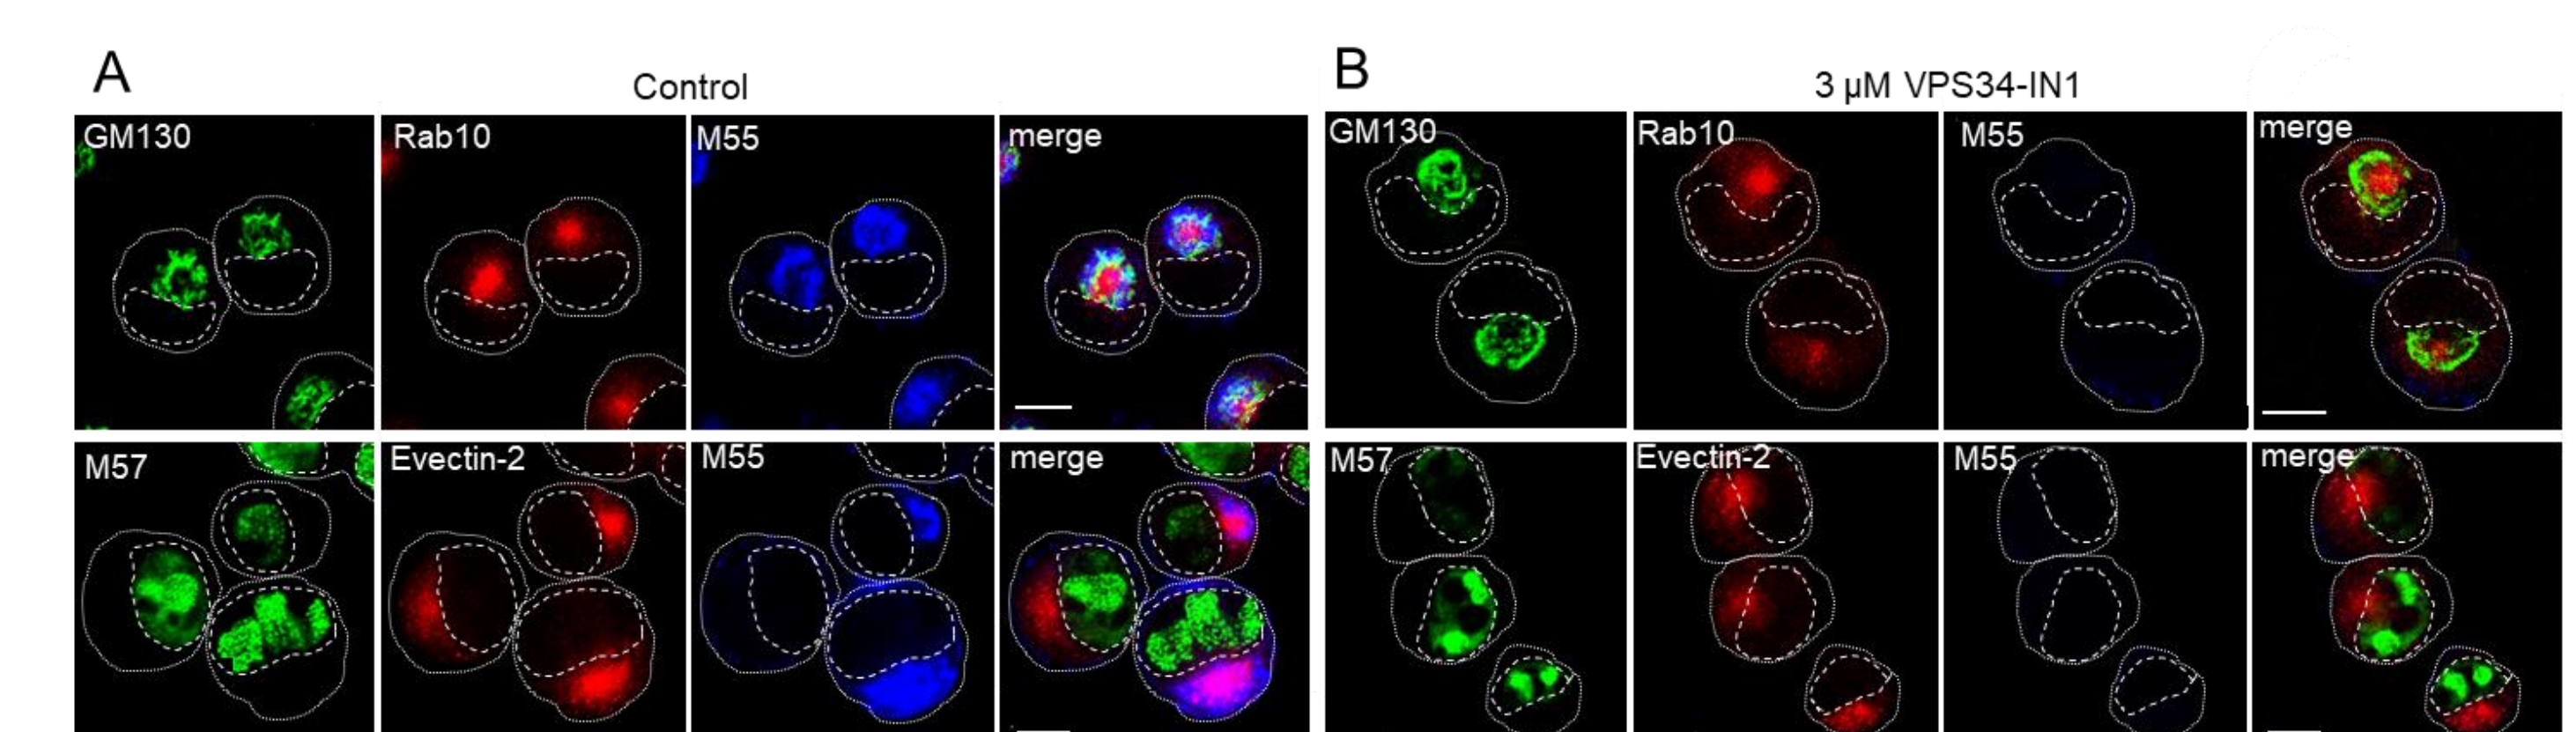 A
Control
B
3 µM VPS34-IN1
GM130
Rab10
M55
merge
GM130
Rab10
M55
merge
M57
Evectin-2
M55
merge
M57
Evectin-2
M55
merge